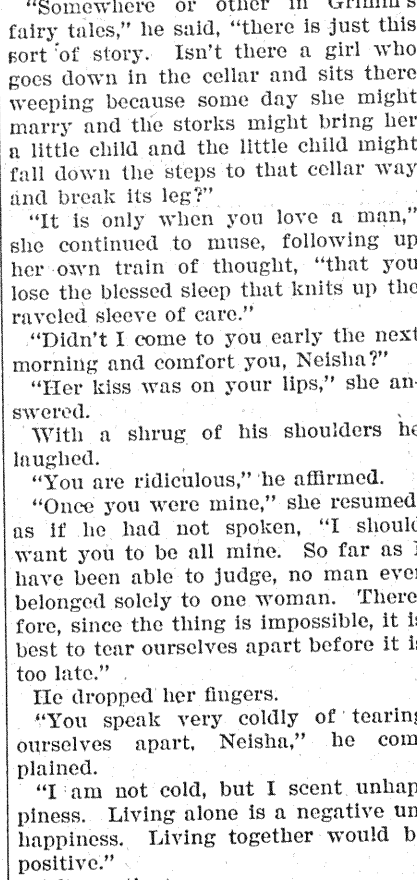 "Somewhere or other in Grimm's
fairy tales," he said, "there is just this
sort of story. Isn't there a girl who
goes down in the cellar and sits there
weeping because some day she might
marry and the storks might bring her
a little child and the little child might
fall down the steps to that cellar way
and break its leg?"
"It is only when you love a man,"
she continued to muse, following up
her own train of thought, "that you
lose the blessed sleep that knits up the
raveled sleeve of care."
"Didn't I come to you early the next
morning and comfort you, Neisha?"
"Her kiss was on your lips," she an-
swered.
With a shrug of his shoulders he
laughed.
"You are ridiculous," he affirmed.
"Once you were mine," she resumed
as if he had not spoken, "I should
want you to be all mine. So far as I
have been able to judge, no man ever
belonged solely to one woman. There
fore, since the thing is impossible, it is
best to tear ourselves apart before it is
too late."
He dropped her fingers.
"You speak very coldly of tearing
ourselves apart, Neisha," he com
plained.
"I am not cold, but I scent unhap
piness. Living alone is a negative un
happiness. Living together would b
positive."